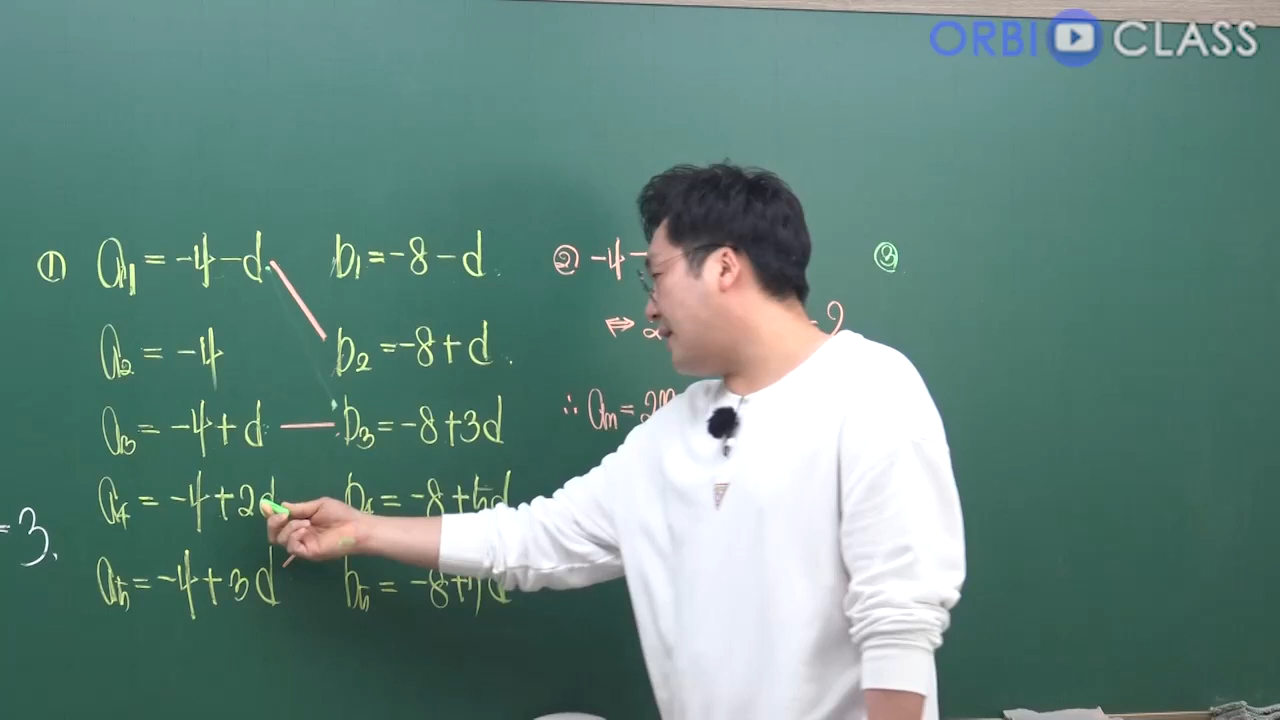 ORBI CLASS
① a₁ = -4-d b₁ = -8-d
a₂ = -4 b₂ = -8+d
a₃ = -4+d b₃ = -8+3d
a₄ = -4+2d b₄ = -8+5d
a₅ = -4+3d b₅ = -8+7d
= 3.
② -4-
⇔
∴ aₙ = 2n
③